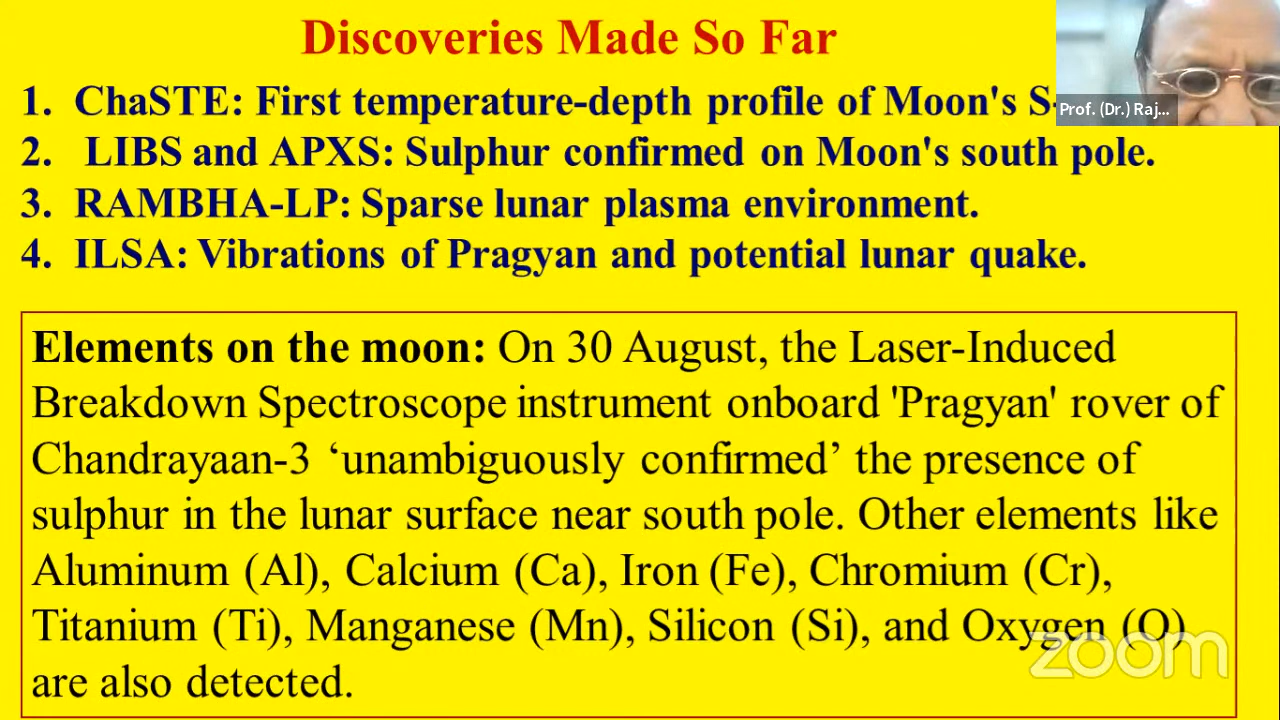 Discoveries Made So Far
1. ChaSTE: First temperature-depth profile of Moon's S-
Prof. (Dr.) Raj...
2. LIBS and APXS: Sulphur confirmed on Moon's south pole.
3. RAMBHA-LP: Sparse lunar plasma environment.
4. ILSA: Vibrations of Pragyan and potential lunar quake.
Elements on the moon: On 30 August, the Laser-Induced
Breakdown Spectroscope instrument onboard 'Pragyan' rover of
Chandrayaan-3 ‘unambiguously confirmed’ the presence of
sulphur in the lunar surface near south pole. Other elements like
Aluminum (Al), Calcium (Ca), Iron (Fe), Chromium (Cr),
Titanium (Ti), Manganese (Mn), Silicon (Si), and Oxygen (O)
are also detected.
zoom